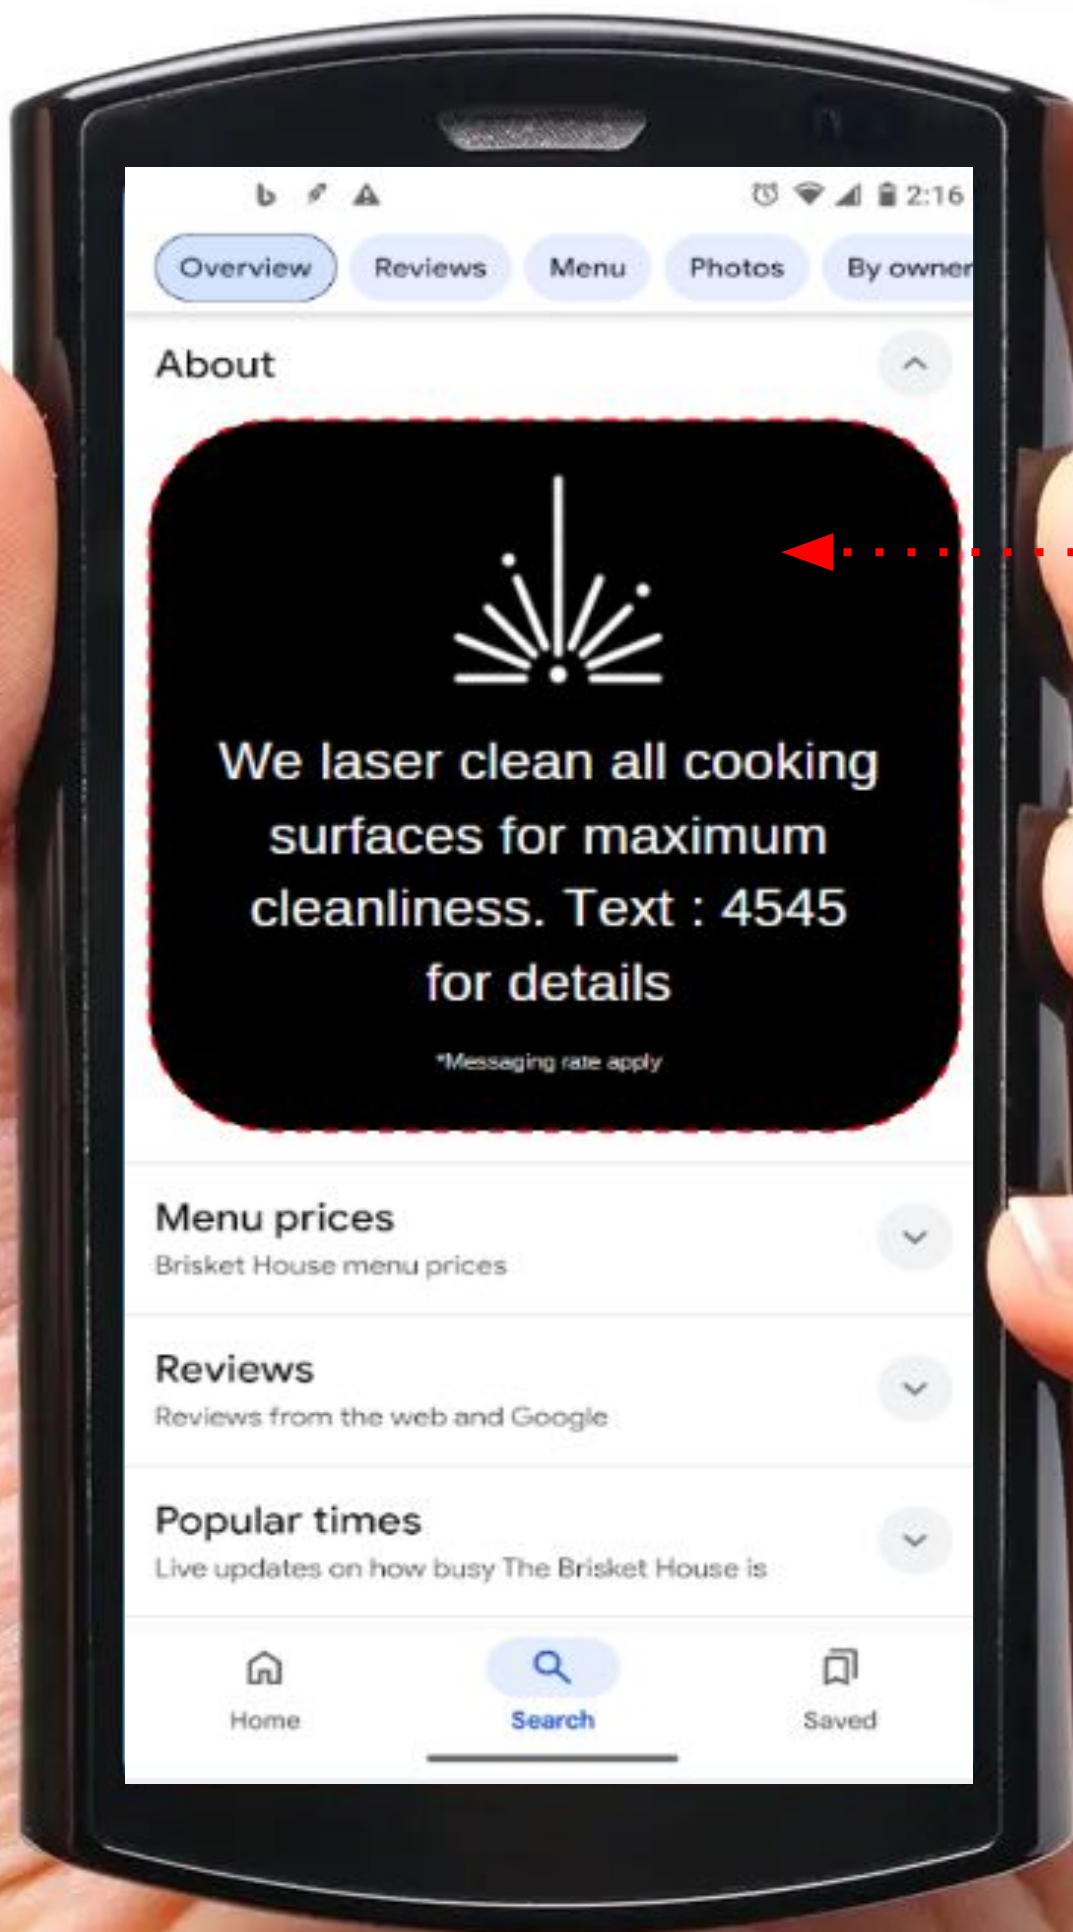 2:16
Overview Reviews Menu Photos By owner
About
We laser clean all cooking
surfaces for maximum
cleanliness. Text : 4545
for details
*Messaging rate apply
Menu prices
Brisket House menu prices
Reviews
Reviews from the web and Google
Popular times
Live updates on how busy The Brisket House is
Home Search Saved